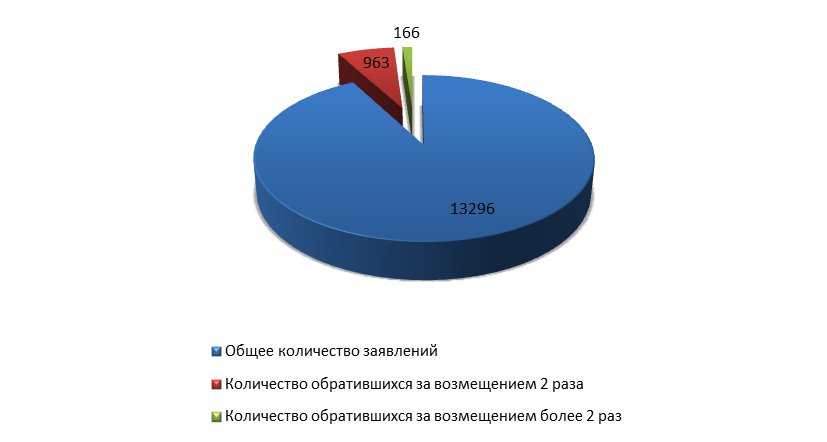 166
963
13296
Общее количество заявлений
Количество обратившихся за возмещением 2 раза
Количество обратившихся за возмещением более 2 раз